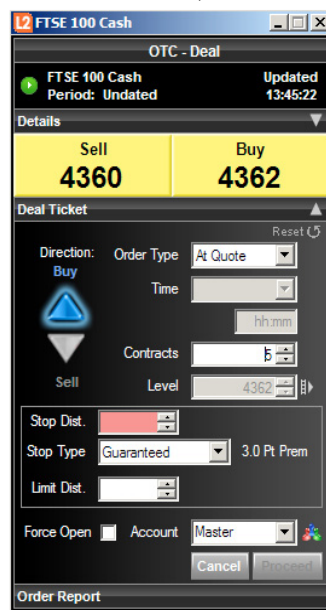 L2 FTSE 100 Cash
OTC - Deal
FTSE 100 Cash Updated
Period: Undated 13:45:22
Details
Sell Buy
4360 4362
Deal Ticket
Reset
Direction: Order Type At Quote
Buy
Time
hh:mm
Contracts 5
Sell Level 4362
Stop Dist.
Stop Type Guaranteed 3.0 Pt Prem
Limit Dist.
Force Open Account Master
Cancel Proceed
Order Report